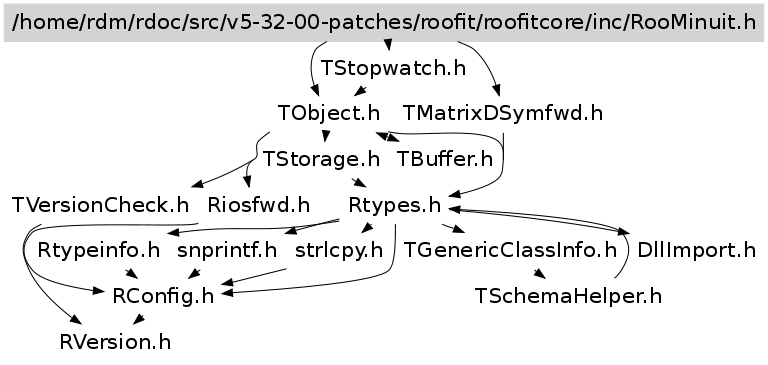 /home/rdm/rdoc/src/v5-32-00-patches/roofit/roofitcore/inc/RooMinuit.h
TStopwatch.h
TObject.h
TMatrixDSymfwd.h
TStorage.h
TBuffer.h
TVersionCheck.h
Riosfwd.h
Rtypes.h
Rtypeinfo.h
snprintf.h
strlcpy.h
TGenericClassInfo.h
DllImport.h
RConfig.h
TSchemaHelper.h
RVersion.h